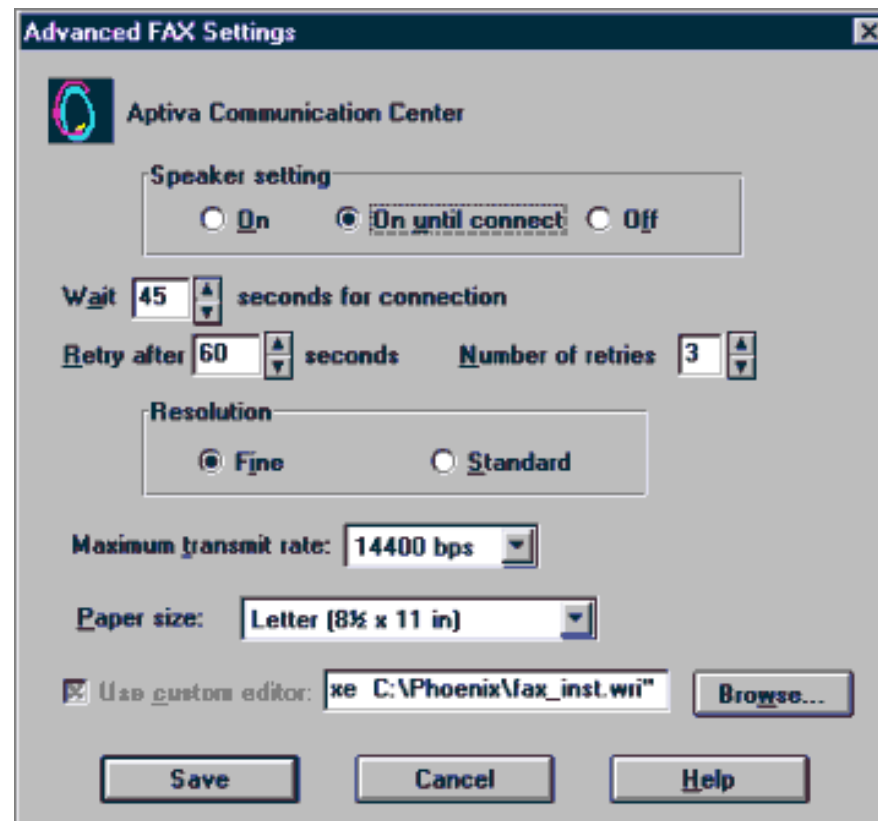 Advanced FAX Settings
Aptiva Communication Center
Speaker setting
On On until connect Off
Wait 45 seconds for connection
Retry after 60 seconds Number of retries 3
Resolution
Fine Standard
Maximum transmit rate: 14400 bps
Paper size: Letter (8½ x 11 in)
Use custom editor: xe C:\Phoenix\fax_inst.wri" Browse...
Save Cancel Help